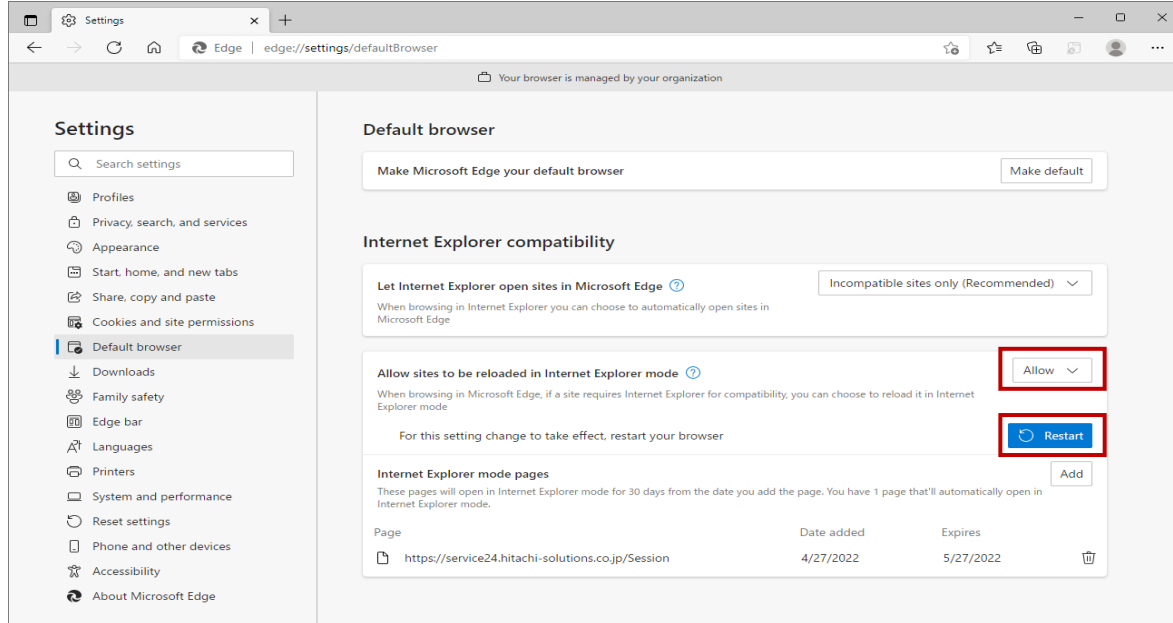 Settings
Edge | edge://settings/defaultBrowser
Your browser is managed by your organization
Settings
Search settings
Profiles
Privacy, search, and services
Appearance
Start, home, and new tabs
Share, copy and paste
Cookies and site permissions
Default browser
Downloads
Family safety
Edge bar
Languages
Printers
System and performance
Reset settings
Phone and other devices
Accessibility
About Microsoft Edge
Default browser
Make Microsoft Edge your default browser
Make default
Internet Explorer compatibility
Let Internet Explorer open sites in Microsoft Edge
Incompatible sites only (Recommended)
When browsing in Internet Explorer you can choose to automatically open sites in
Microsoft Edge
Allow sites to be reloaded in Internet Explorer mode
Allow
When browsing in Microsoft Edge, if a site requires Internet Explorer for compatibility, you can choose to reload it in Internet
Explorer mode
For this setting change to take effect, restart your browser
Restart
Internet Explorer mode pages
Add
These pages will open in Internet Explorer mode for 30 days from the date you add the page. You have 1 page that'll automatically open in
Internet Explorer mode.
Page Date added Expires
https://service24.hitachi-solutions.co.jp/Session 4/27/2022 5/27/2022